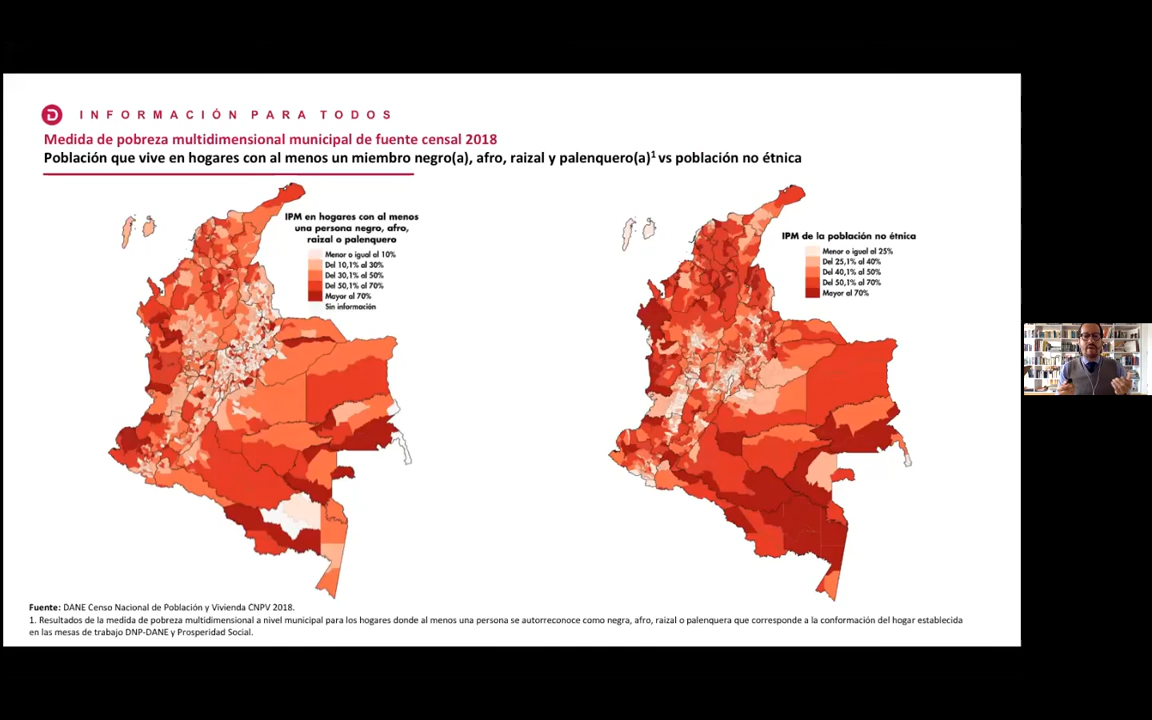 INFORMACIÓN PARA TODOS
Medida de pobreza multidimensional municipal de fuente censal 2018
Población que vive en hogares con al menos un miembro negro(a), afro, raizal y palenquero(a)¹ vs población no étnica
IPM en hogares con al menos
una persona negro, afro,
raizal o palenquero
Menor o igual al 10%
Del 10,1% al 30%
Del 30,1% al 50%
Del 50,1% al 70%
Mayor al 70%
Sin información
IPM de la población no étnica
Menor o igual al 25%
Del 25,1% al 40%
Del 40,1% al 50%
Del 50,1% al 70%
Mayor al 70%
Fuente: DANE Censo Nacional de Población y Vivienda CNPV 2018.
1. Resultados de la medida de pobreza multidimensional a nivel municipal para los hogares donde al menos una persona se autorreconoce como negra, afro, raizal o palenquera que corresponde a la conformación del hogar establecida
en las mesas de trabajo DNP-DANE y Prosperidad Social.